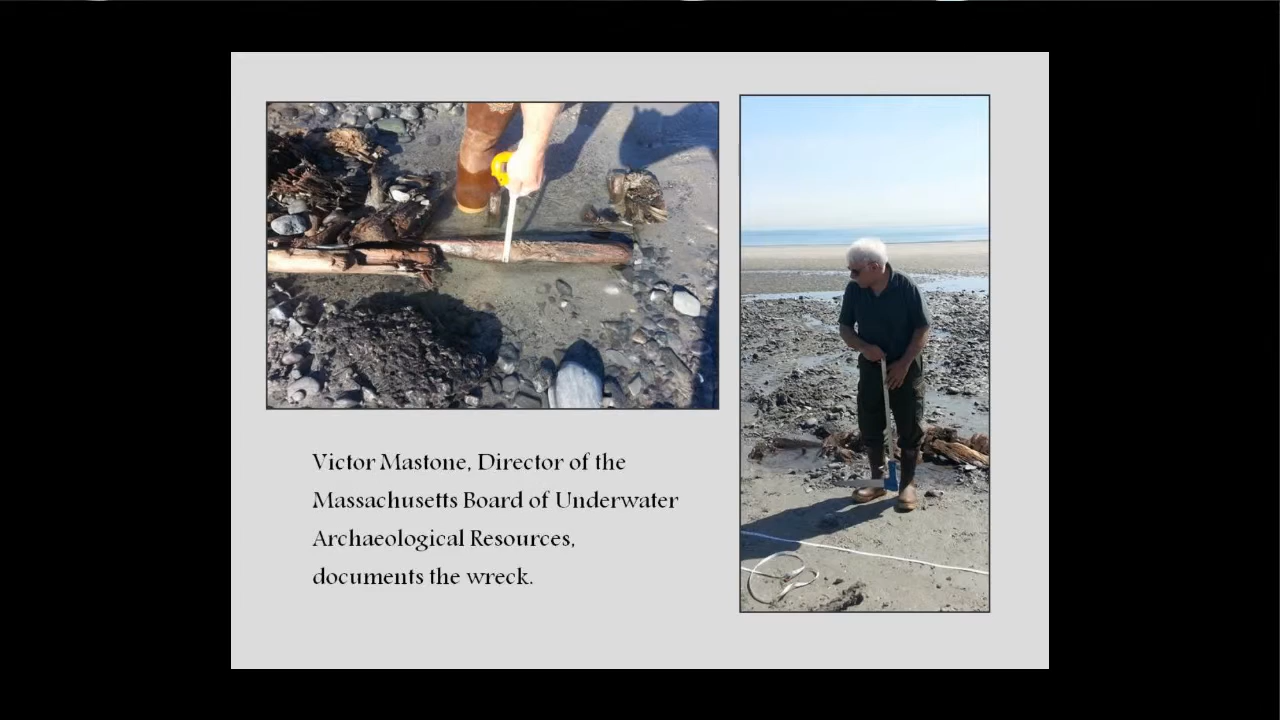 Victor Mastone, Director of the
Massachusetts Board of Underwater
Archaeological Resources,
documents the wreck.